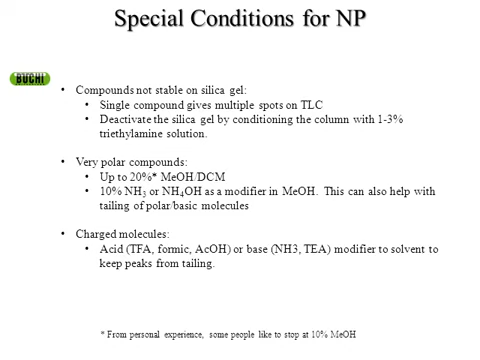 Special Conditions for NP
BUCHI
• Compounds not stable on silica gel:
• Single compound gives multiple spots on TLC
• Deactivate the silica gel by conditioning the column with 1-3%
triethylamine solution.
• Very polar compounds:
• Up to 20%* MeOH/DCM
• 10% NH₃ or NH₄OH as a modifier in MeOH. This can also help with
tailing of polar/basic molecules
• Charged molecules:
• Acid (TFA, formic, AcOH) or base (NH3, TEA) modifier to solvent to
keep peaks from tailing.
* From personal experience, some people like to stop at 10% MeOH